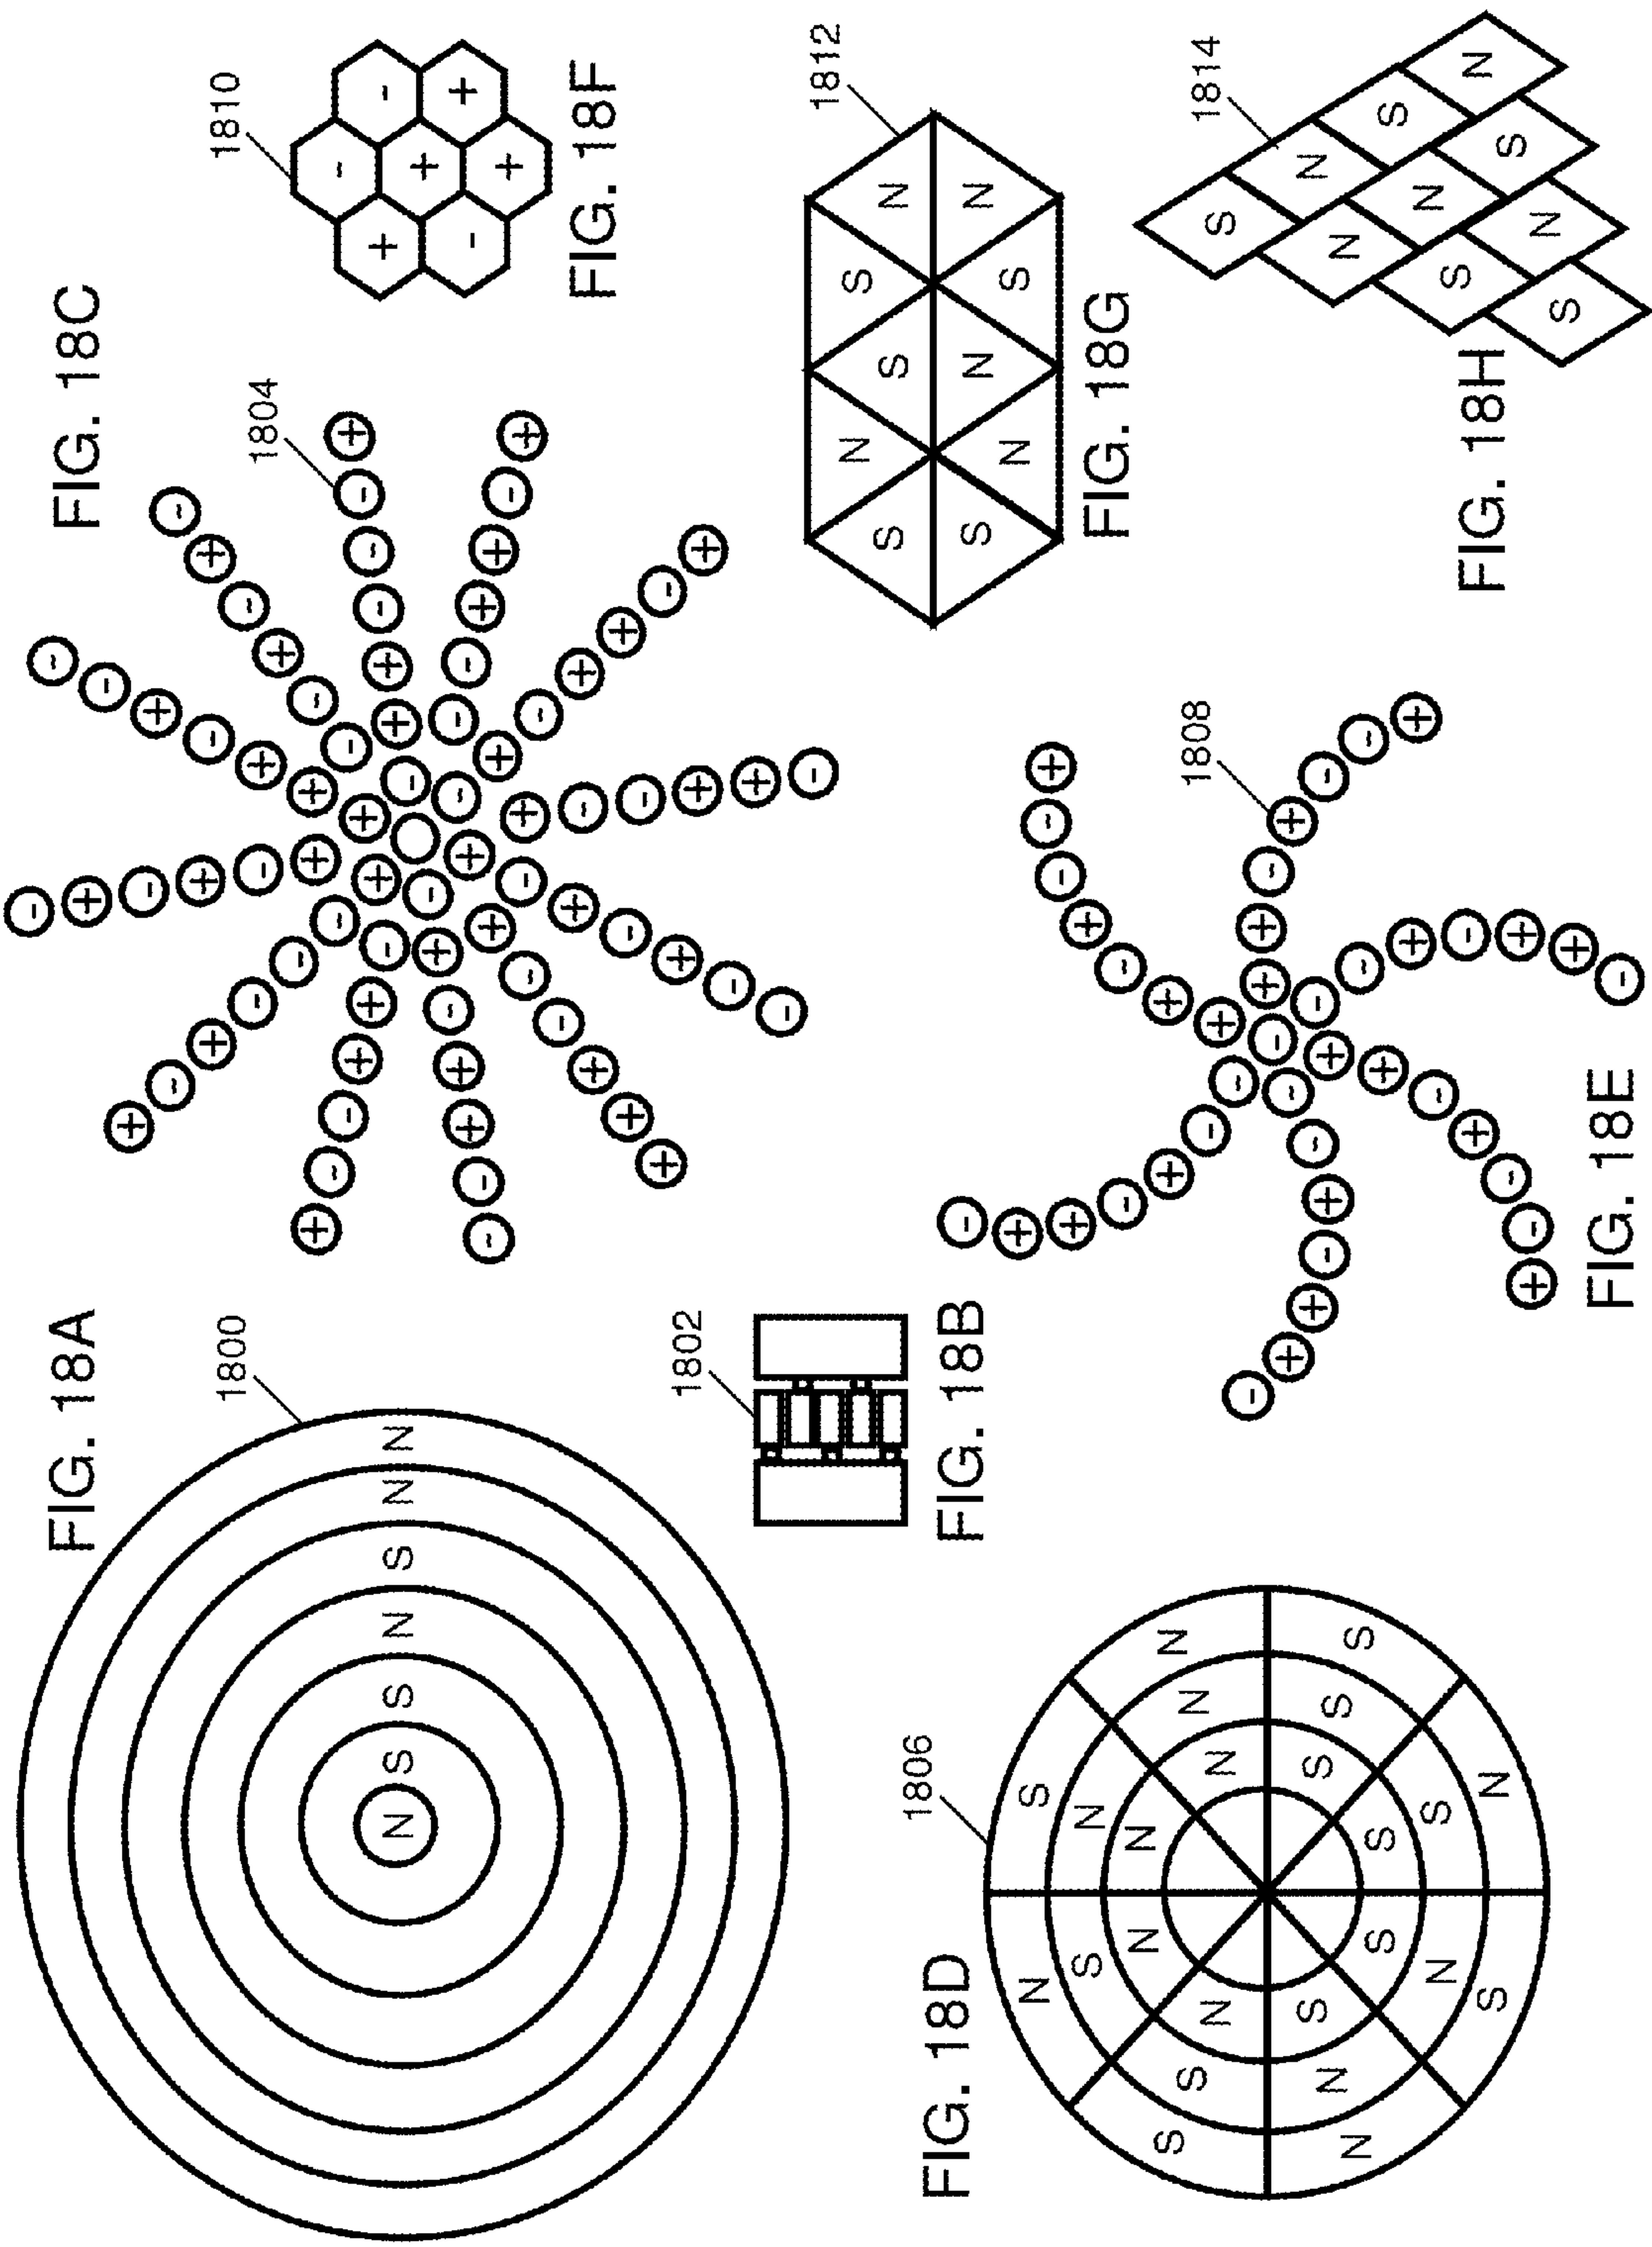 FIG. 18A
1800
N S S N S N N
FIG. 18B
1802
FIG. 18C
1804
FIG. 18D
1806
N S
S N
N N
S S N N N N
N N S S S S
S S
N S
S N
FIG. 18E
1808
1810
-
+ -
+
- +
+
FIG. 18F
1812
S N S S N
S N N S N
FIG. 18G
1814
S N S N
N N S
S N
S
FIG. 18H